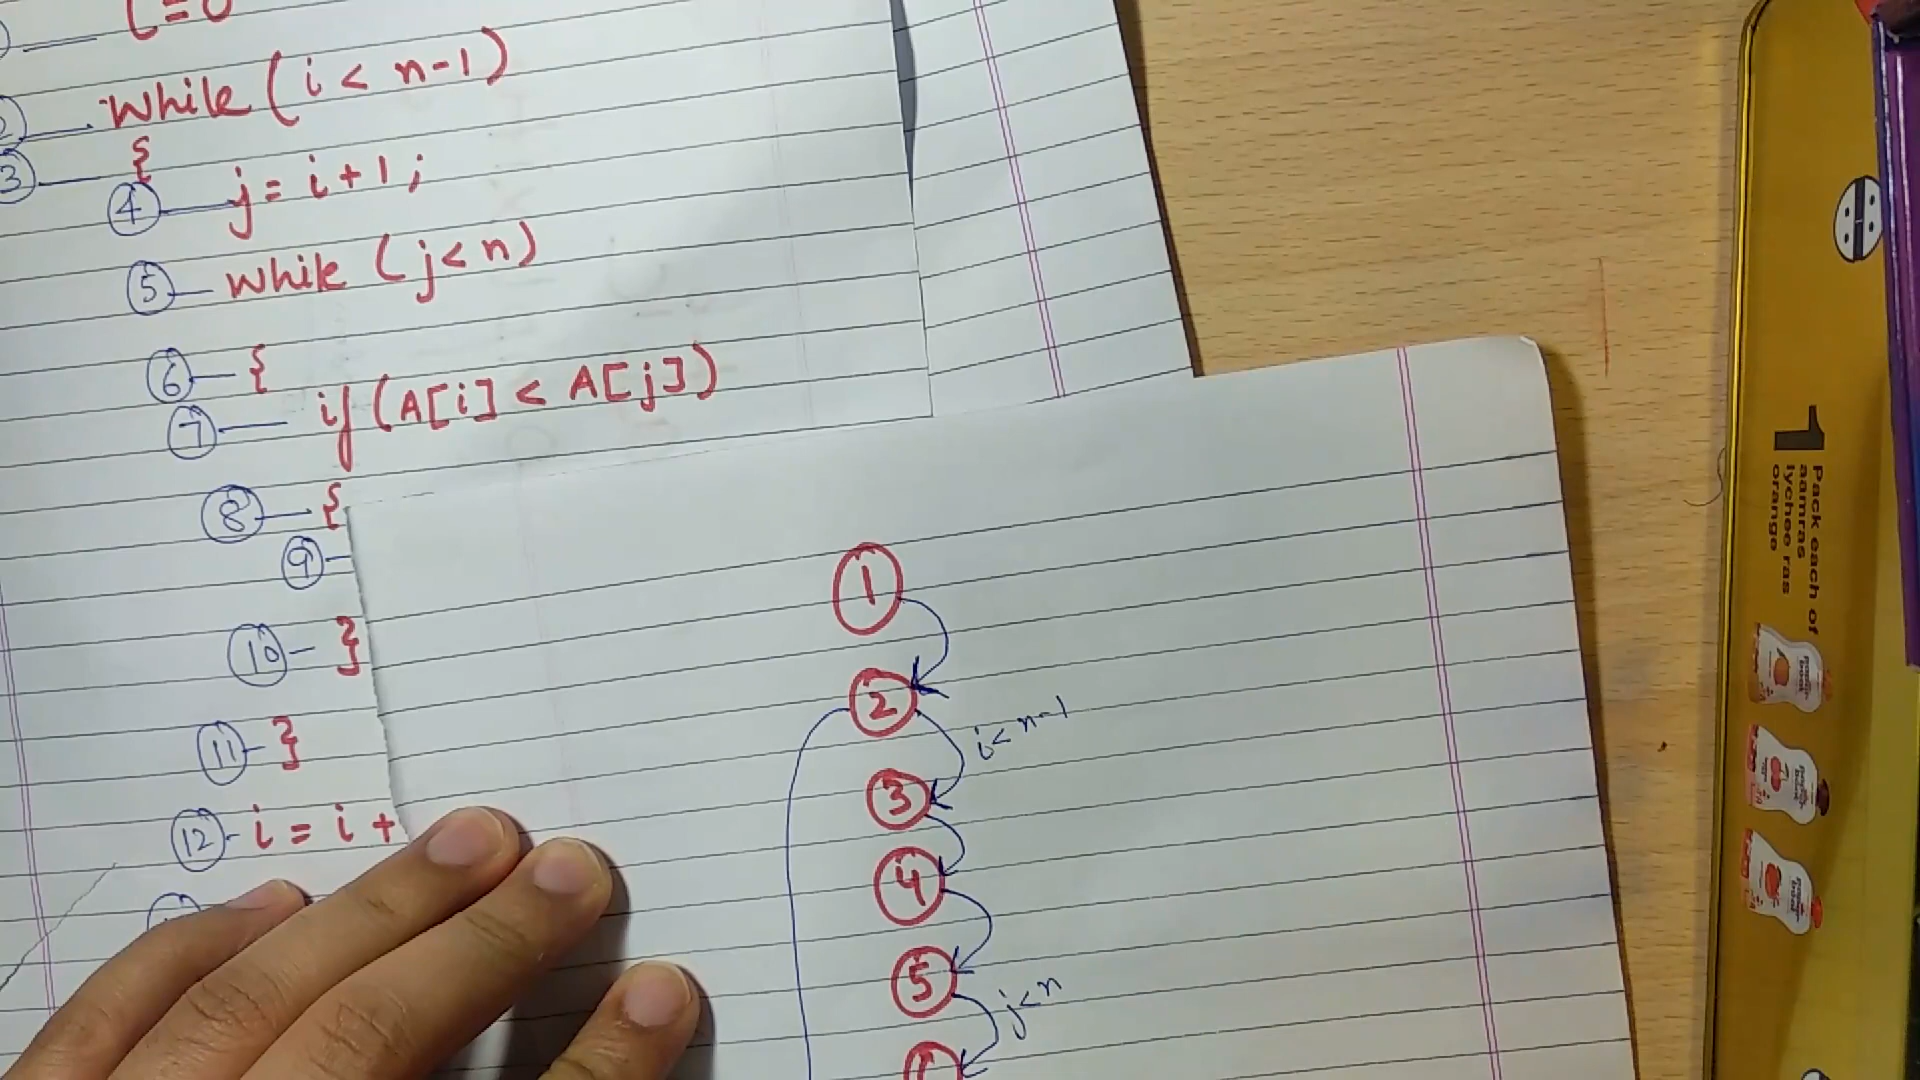 i=0
2 while (i < n-1)
3 {
4 j = i + 1 ;
5 while (j < n)
6 {
7 if (A[i] < A[j])
8 {
9
10 }
11 }
12 i = i +
1
2
i < n-1
3
4
5
j < n
1 Pack each of
aamras
lychee ras
orange